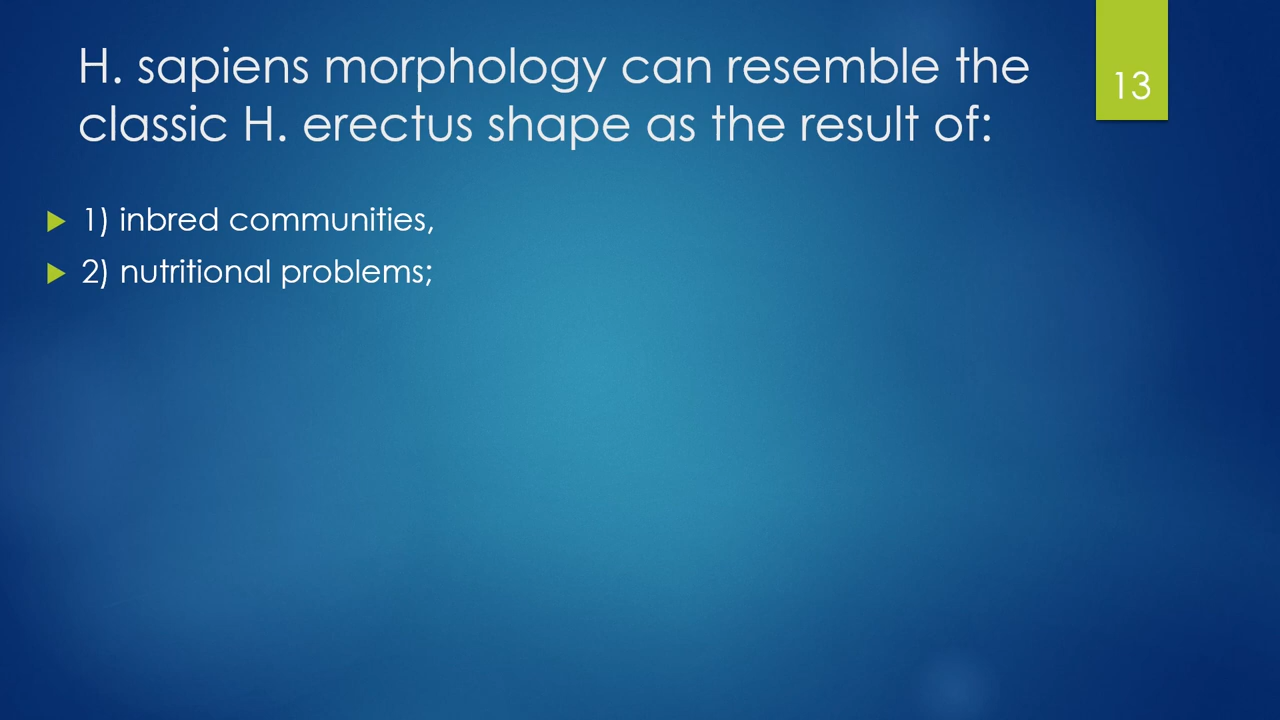 H. sapiens morphology can resemble the
classic H. erectus shape as the result of:
13
1) inbred communities,
2) nutritional problems;